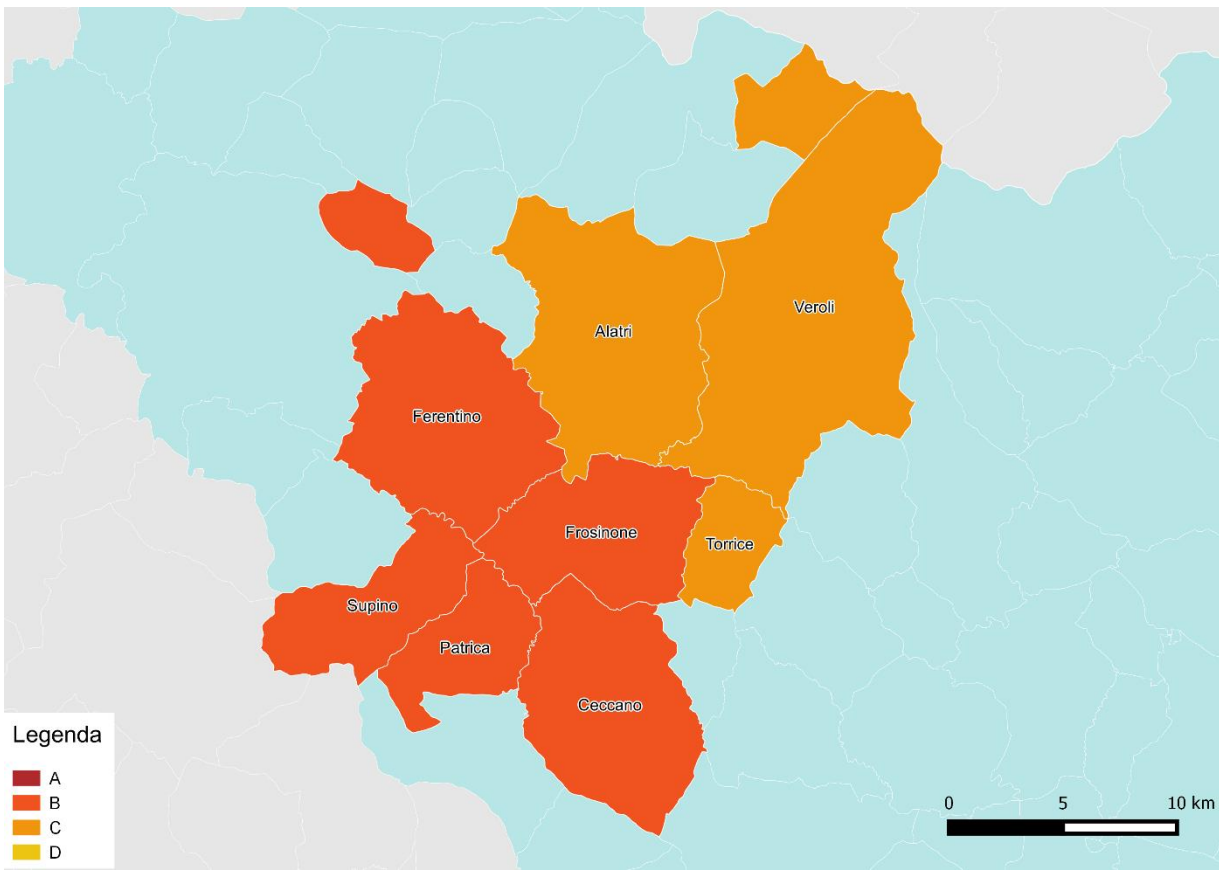 Veroli
Alatri
Ferentino
Frosinone
Torrice
Supino
Patrica
Ceccano
Legenda
A
B
C
D
0 5 10 km